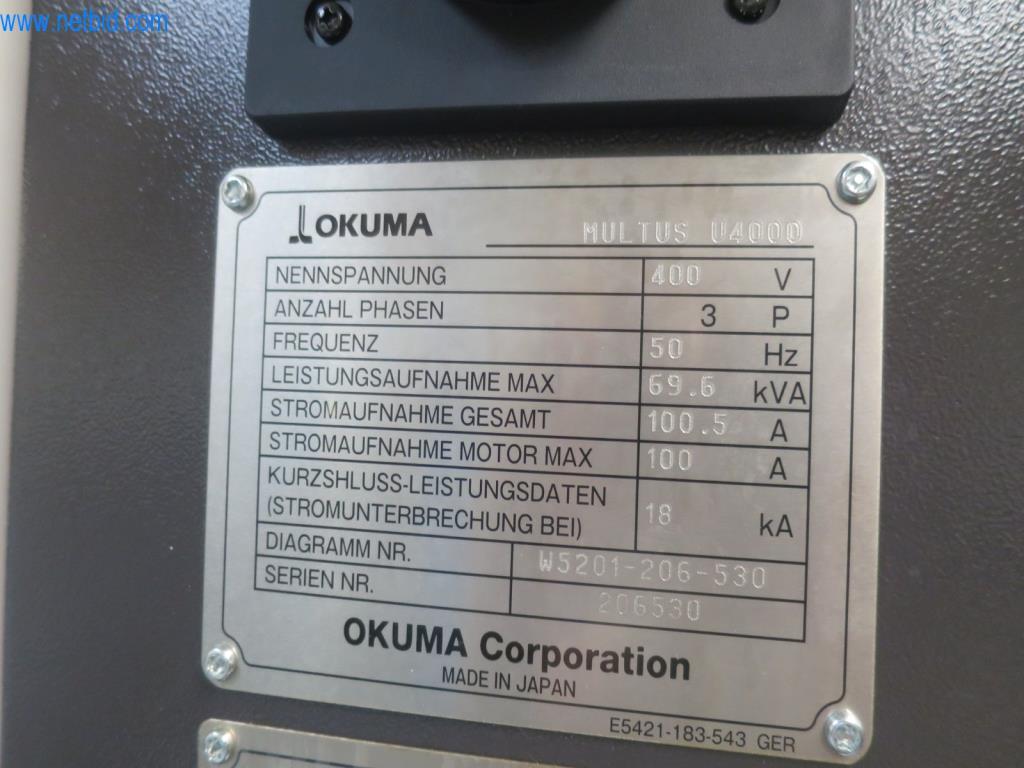 www.netbid.com
OKUMA
MULTUS U4000
NENNSPANNUNG 400 V
ANZAHL PHASEN 3 P
FREQUENZ 50 Hz
LEISTUNGSAUFNAHME MAX 69.6 kVA
STROMAUFNAHME GESAMT 100.5 A
STROMAUFNAHME MOTOR MAX 100 A
KURZSHLUSS-LEISTUNGSDATEN
(STROMUNTERBRECHUNG BEI) 18 kA
DIAGRAMM NR. W5201-206-530
SERIEN NR. 206530
OKUMA Corporation
MADE IN JAPAN
E5421-183-543 GER